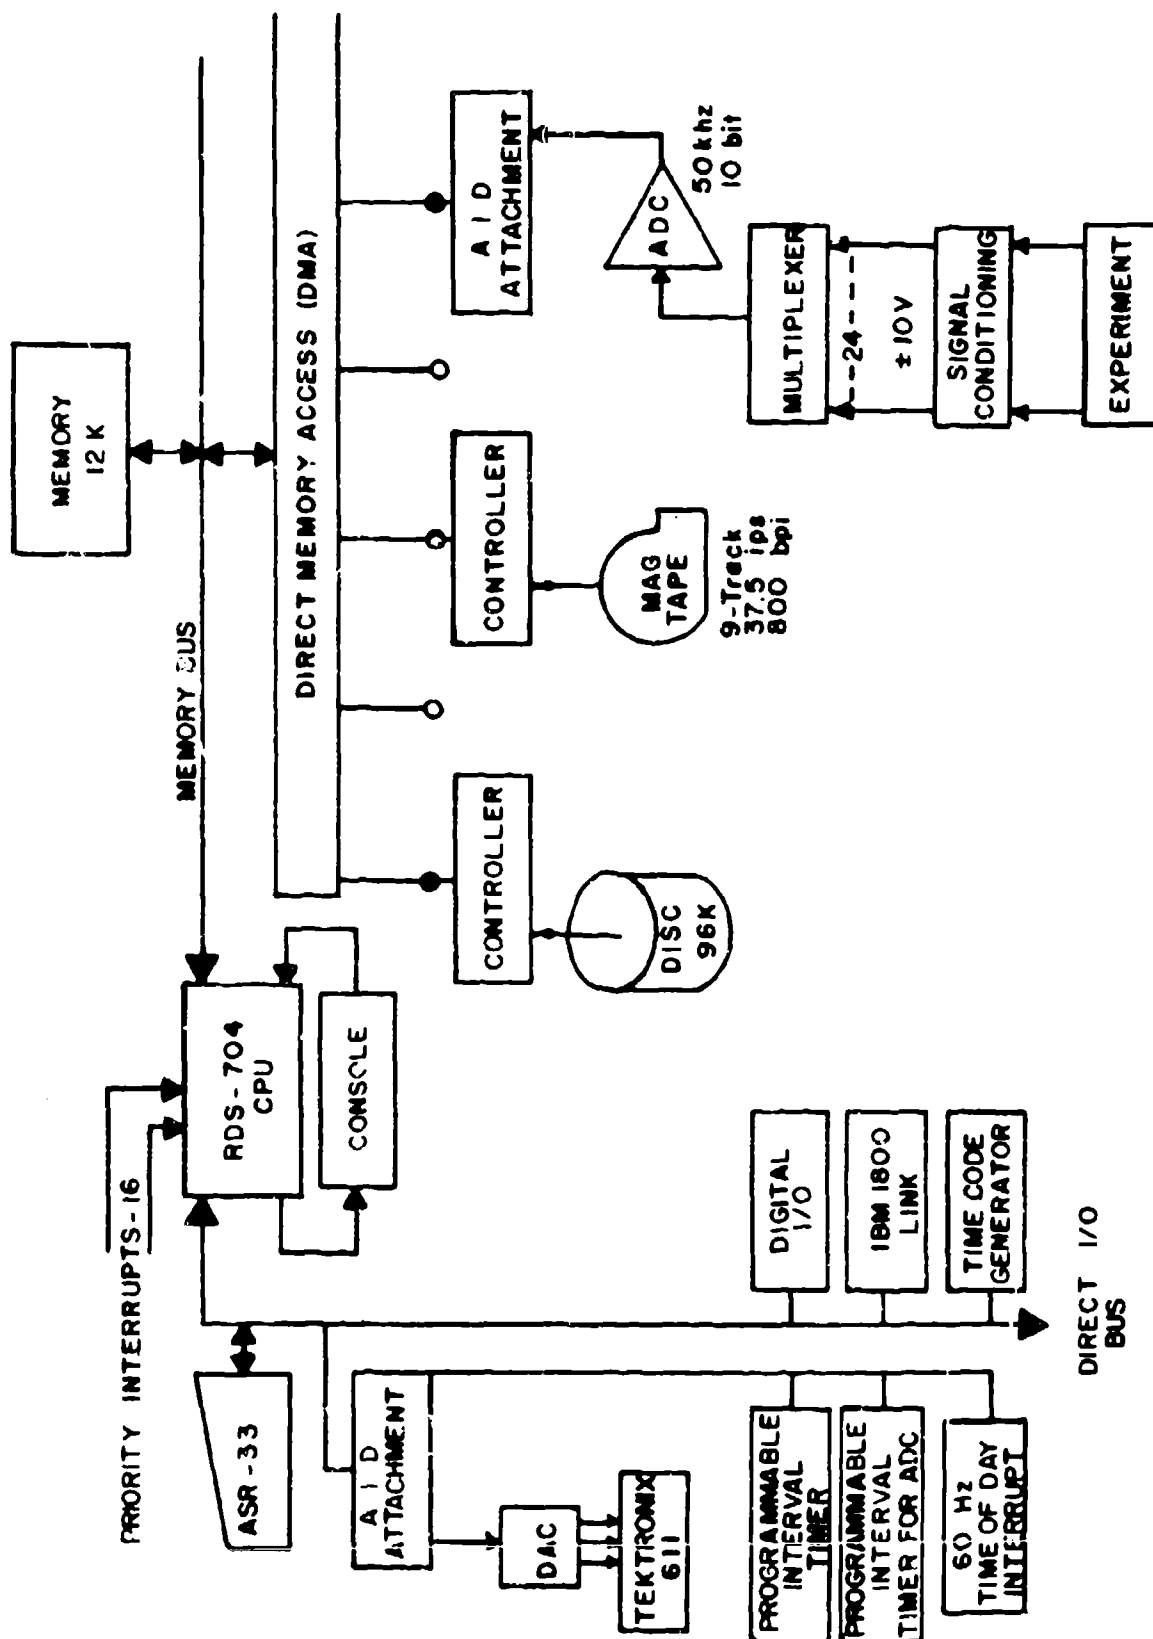 MEMORY
12 K
MEMORY BUS
DIRECT MEMORY ACCESS (DMA)
PRIORITY INTERRUPTS-16
RDS-704
CPU
CONSOLE
ASR-33
A I D
ATTACHMENT
DAC
TEKTRONIX
611
CONTROLLER
DISC
96K
CONTROLLER
MAG
TAPE
9-Track
37.5 ips
800 bpi
A I D
ATTACHMENT
ADC
50 khz
10 bit
MULTIPLEXER
--24----
±10V
SIGNAL
CONDITIONING
EXPERIMENT
PROGRAMMABLE
INTERVAL
TIMER
PROGRAMMABLE
INTERVAL
TIMER FOR ADC
60 HZ
TIME OF DAY
INTERRUPT
DIGITAL
I/O
IBM 1800
LINK
TIME CODE
GENERATOR
DIRECT I/O
BUS